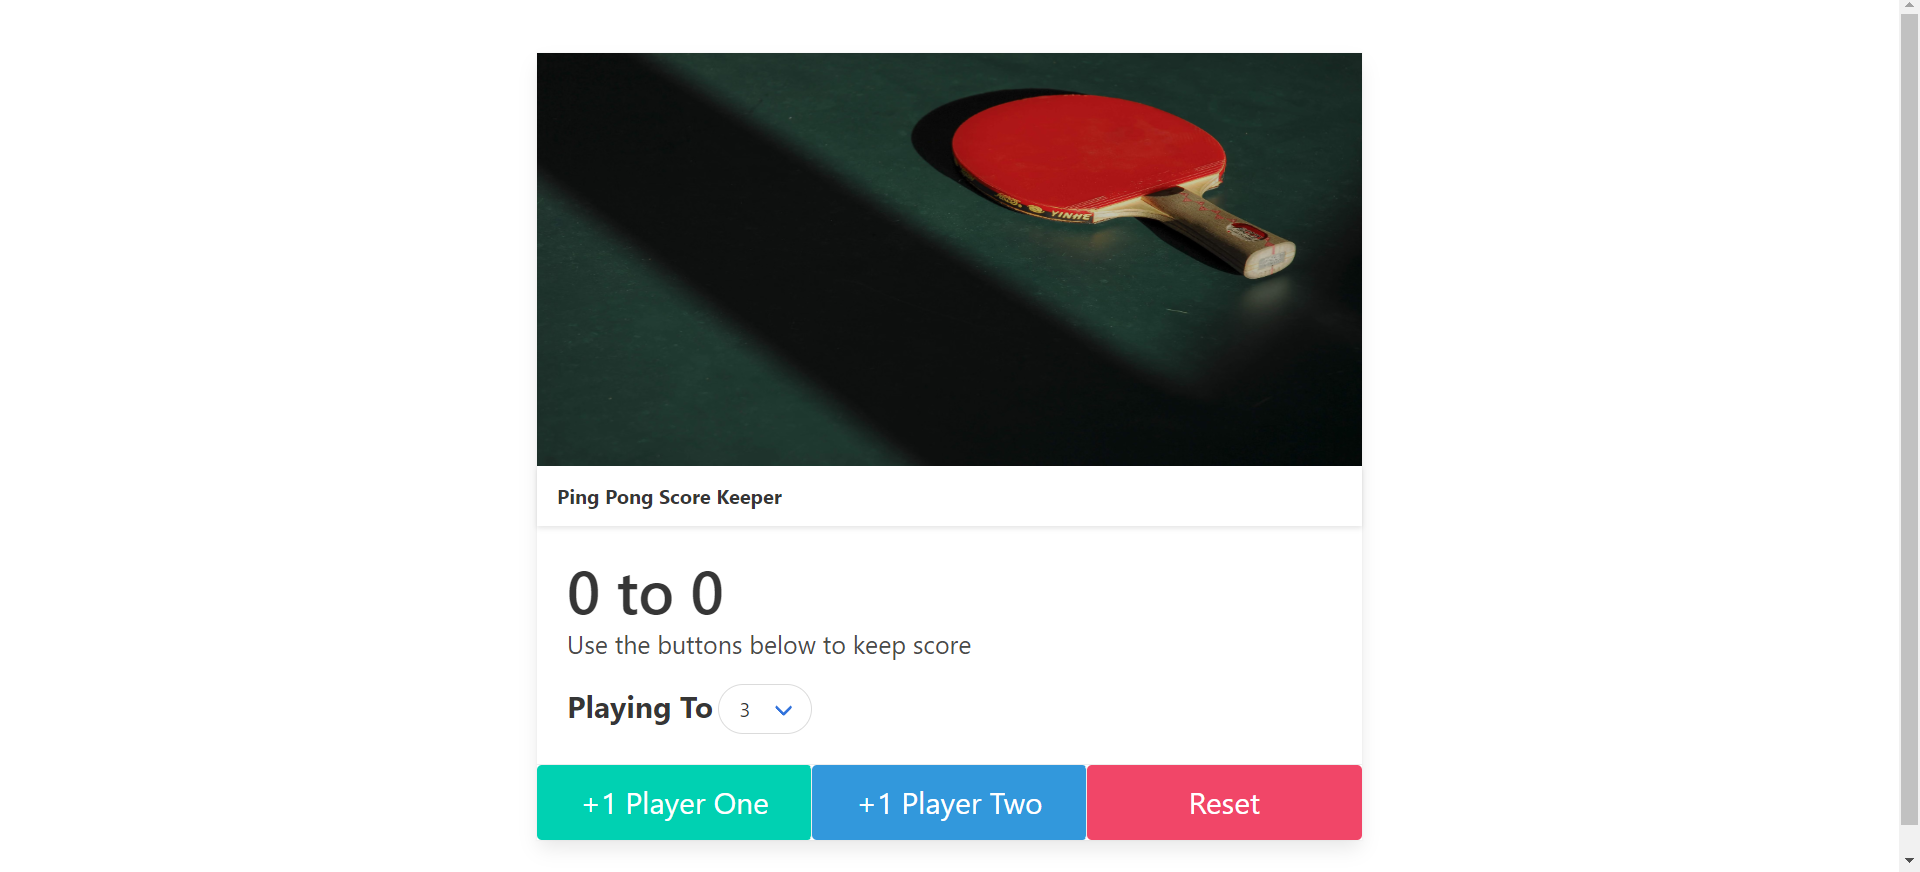 YINHE
Ping Pong Score Keeper
0 to 0
Use the buttons below to keep score
Playing To 3
+1 Player One +1 Player Two Reset